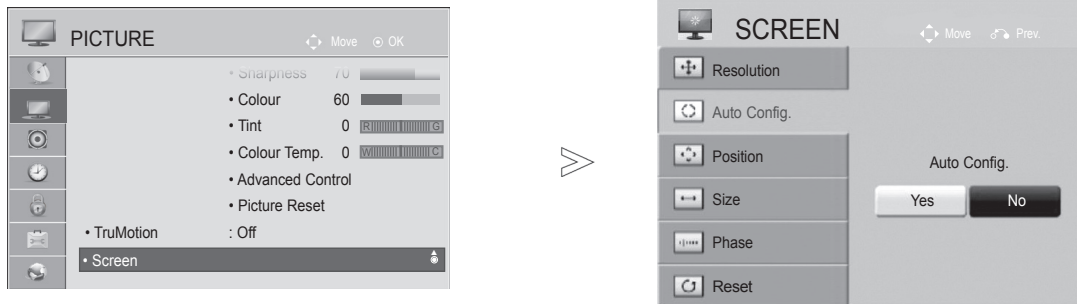 PICTURE
Move OK
• Sharpness 70
• Colour 60
• Tint 0 R G
• Colour Temp. 0 W C
• Advanced Control
• Picture Reset
• TruMotion : Off
• Screen
SCREEN
Move Prev.
Resolution
Auto Config.
Position
Size
Phase
Reset
Auto Config.
Yes No